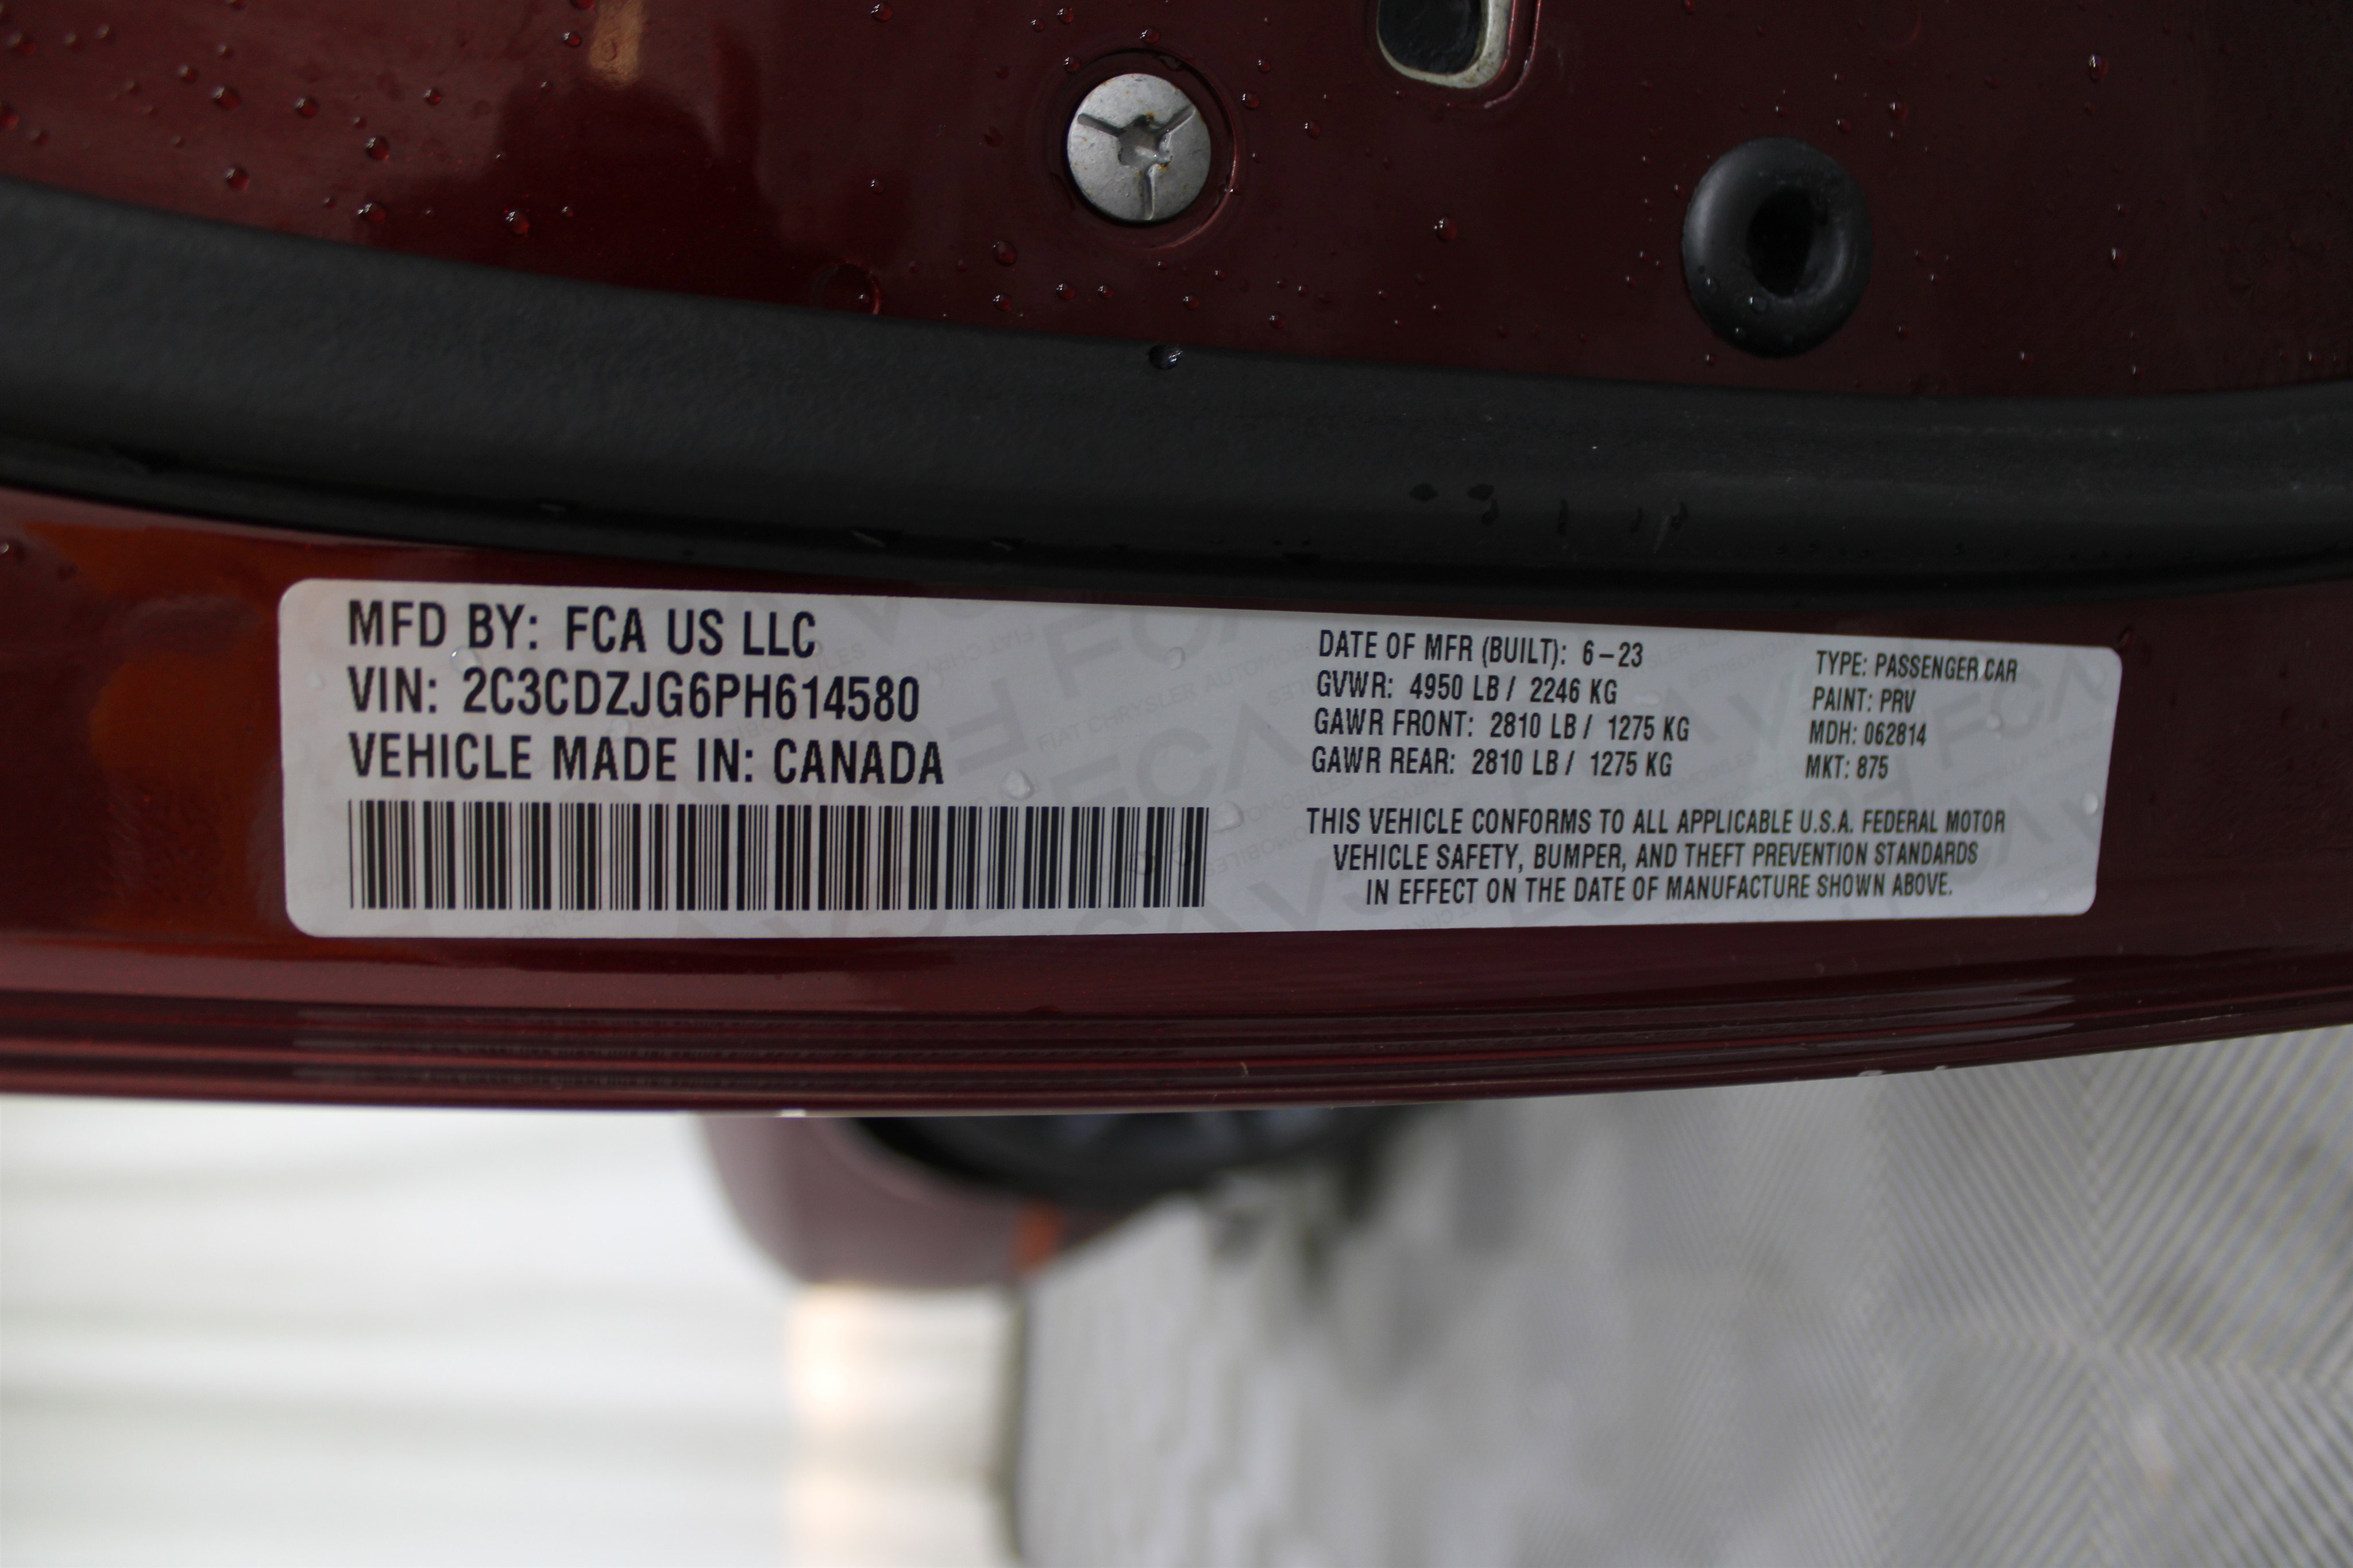 MFD BY: FCA US LLC
VIN: 2C3CDZJG6PH614580
VEHICLE MADE IN: CANADA
DATE OF MFR (BUILT): 6-23
GVWR: 4950 LB / 2246 KG
GAWR FRONT: 2810 LB / 1275 KG
GAWR REAR: 2810 LB / 1275 KG
TYPE: PASSENGER CAR
PAINT: PRV
MDH: 062814
MKT: 875
THIS VEHICLE CONFORMS TO ALL APPLICABLE U.S.A. FEDERAL MOTOR
VEHICLE SAFETY, BUMPER, AND THEFT PREVENTION STANDARDS
IN EFFECT ON THE DATE OF MANUFACTURE SHOWN ABOVE.